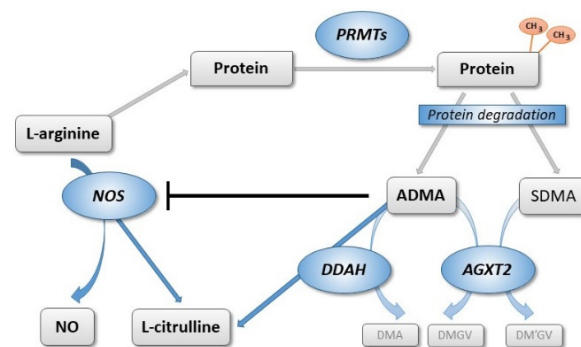 PRMTs
CH₃
CH₃
Protein
Protein
Protein degradation
L-arginine
NOS
ADMA
SDMA
DDAH
AGXT2
NO
L-citrulline
DMA
DMGV
DM'GV